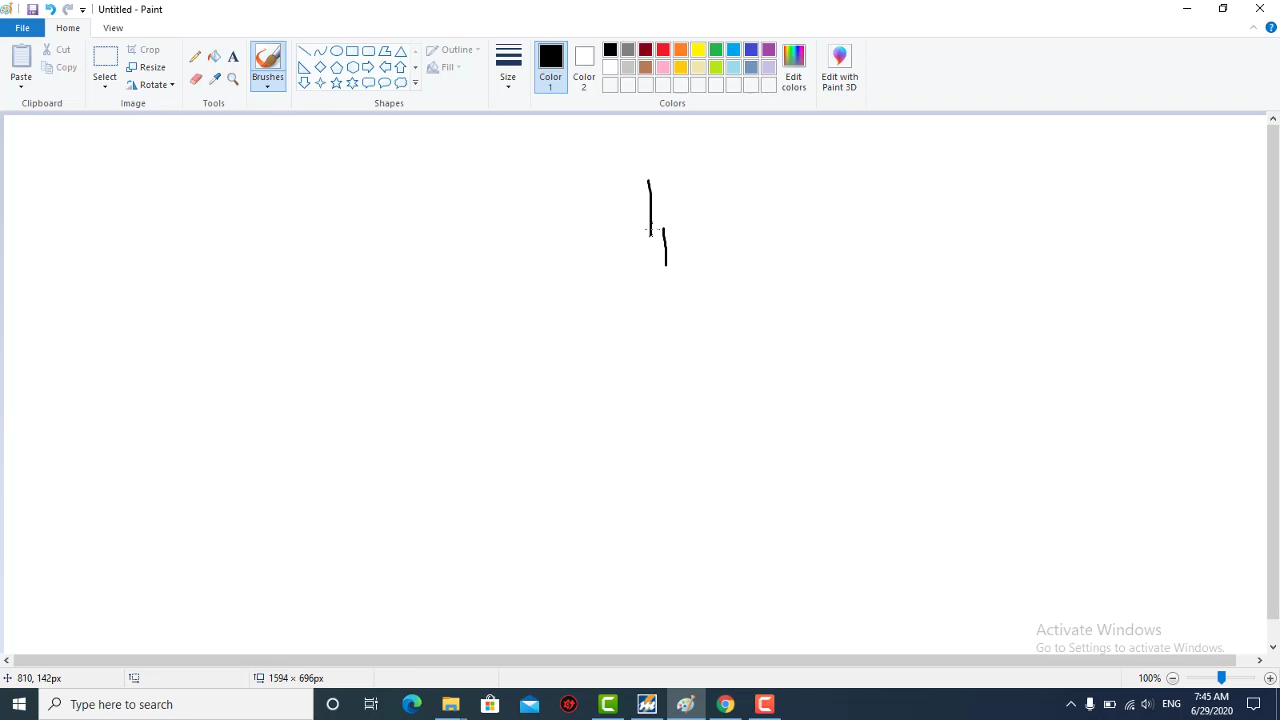 Untitled - Paint
File Home View
Paste Cut Copy Clipboard
Select Crop Resize Rotate Image
Tools
Brushes
Shapes Outline Fill
Size
Color 1
Color 2
Colors
Edit colors
Edit with Paint 3D
Activate Windows
Go to Settings to activate Windows.
810, 142px
1594 × 696px
100%
Type here to search
ENG
7:45 AM
6/29/2020